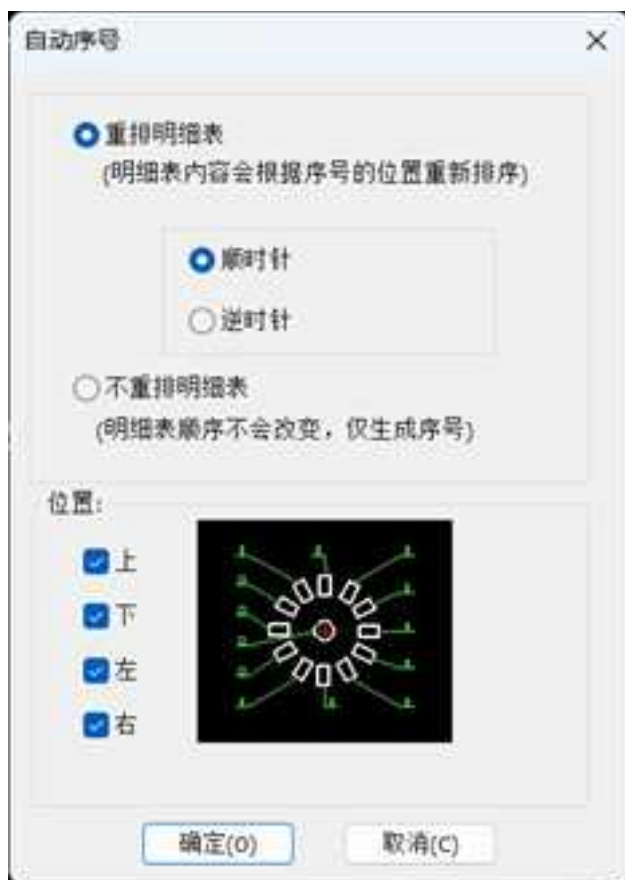 自动序号
重排明细表
(明细表内容会根据序号的位置重新排序)
顺时针
逆时针
不重排明细表
(明细表顺序不会改变，仅生成序号)
位置:
上
下
左
右
确定(O)
取消(C)